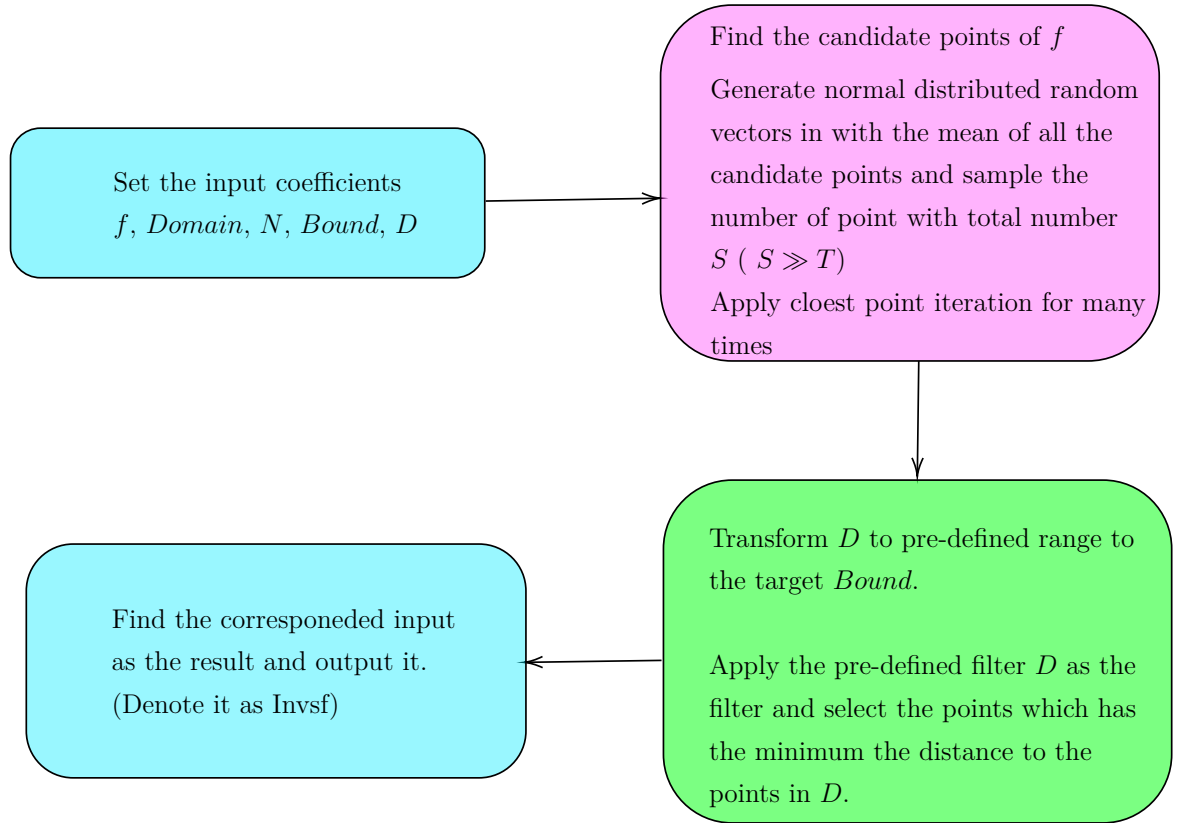 Set the input coefficients
f, Domain, N, Bound, D
Find the candidate points of f
Generate normal distributed random
vectors in with the mean of all the
candidate points and sample the
number of point with total number
S ( S ≫ T)
Apply cloest point iteration for many
times
Transform D to pre-defined range to
the target Bound.
Apply the pre-defined filter D as the
filter and select the points which has
the minimum the distance to the
points in D.
Find the corresponeded input
as the result and output it.
(Denote it as Invsf)